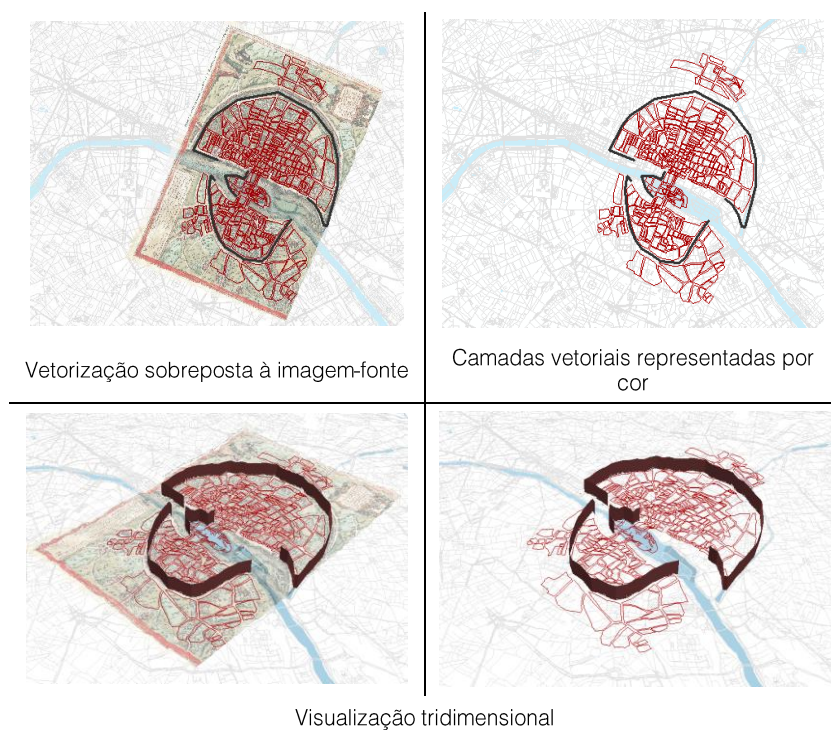 Vetorização sobreposta à imagem-fonte
Camadas vetoriais representadas por
cor
Visualização tridimensional